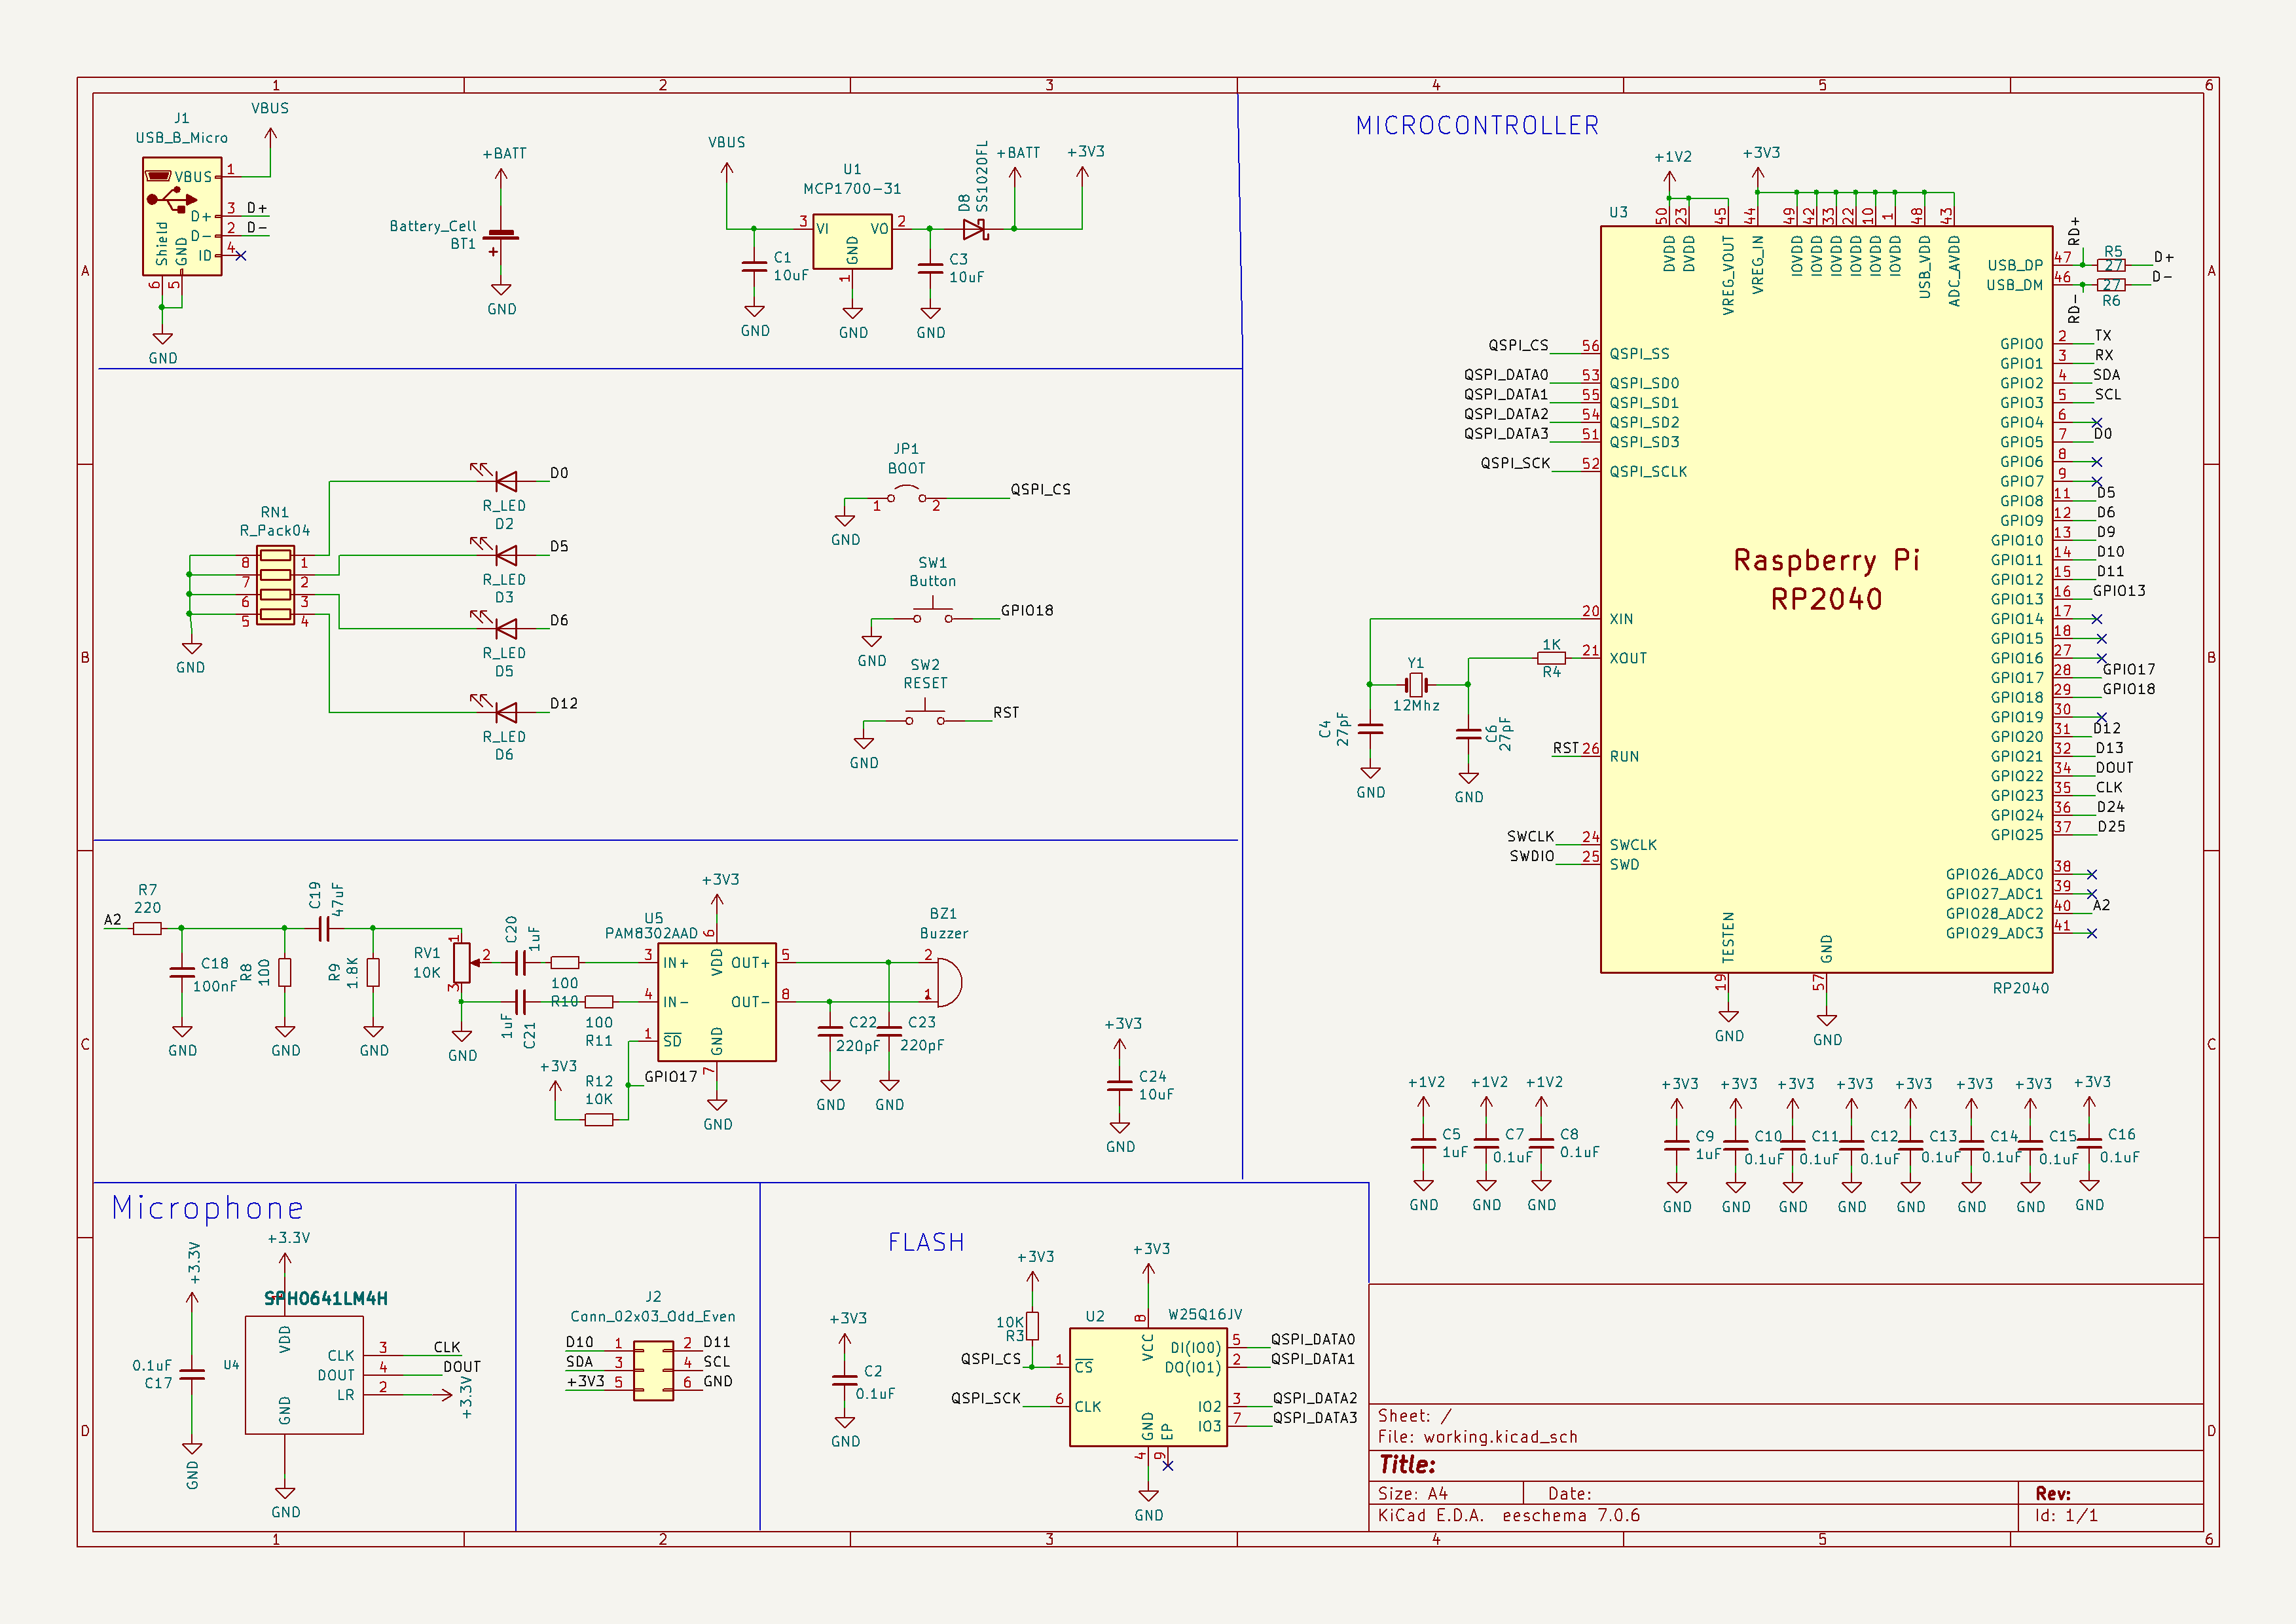 1 2 3 4 5 6
A
B
C
D
A
B
C
D
1 2 3 4 5 6
J1
USB_B_Micro
VBUS
VBUS 1
D+ 3 D+
D- 2 D-
ID 4
Shield
GND
6 5
GND
+BATT
Battery_Cell
BT1
+
GND
VBUS
U1
MCP1700-31
3 VI VO 2
GND
1
C1
10uF
GND
GND
C3
10uF
GND
D8
SS1020FL
+BATT
+3V3
RN1
R_Pack04
8 1
7 2
6 3
5 4
GND
D0
R_LED
D2
D5
R_LED
D3
D6
R_LED
D5
D12
R_LED
D6
JP1
BOOT
1 2
QSPI_CS
GND
SW1
Button
GPIO18
GND
SW2
RESET
RST
GND
A2
R7
220
C18
100nF
GND
R8
100
GND
C19
47uF
R9
1.8K
GND
RV1
10K
1
2
3
GND
C20
1uF
100
R10
1uF
C21
100
R11
U5
PAM8302AAD
+3V3
6
VDD
3 IN+ OUT+ 5
4 IN- OUT- 8
1 SD
GND
7
GND
GPIO17
+3V3
R12
10K
BZ1
Buzzer
2
1
C22
220pF
GND
C23
220pF
GND
+3V3
C24
10uF
GND
Microphone
+3.3V
0.1uF
C17
GND
+3.3V
SPH0641LM4H
U4
VDD
CLK 3 CLK
DOUT 4 DOUT
LR 2
+3.3V
GND
GND
J2
Conn_02x03_Odd_Even
D10 1 2 D11
SDA 3 4 SCL
+3V3 5 6 GND
FLASH
+3V3
C2
0.1uF
GND
+3V3
10K
R3
+3V3
U2
W25Q16JV
8
VCC
QSPI_CS 1 CS
QSPI_SCK 6 CLK
DI(IO0) 5 QSPI_DATA0
DO(IO1) 2 QSPI_DATA1
IO2 3 QSPI_DATA2
IO3 7 QSPI_DATA3
GND
EP
4 9
GND
MICROCONTROLLER
+1V2
+3V3
U3
50 23 45 44 49 42 33 22 10 1 48 43
DVDD
DVDD
VREG_VOUT
VREG_IN
IOVDD
IOVDD
IOVDD
IOVDD
IOVDD
IOVDD
USB_VDD
ADC_AVDD
QSPI_CS 56 QSPI_SS
QSPI_DATA0 53 QSPI_SD0
QSPI_DATA1 55 QSPI_SD1
QSPI_DATA2 54 QSPI_SD2
QSPI_DATA3 51 QSPI_SD3
QSPI_SCK 52 QSPI_SCLK
Raspberry Pi
RP2040
20 XIN
21 XOUT
1K
R4
Y1
12Mhz
C4
27pF
GND
C6
27pF
GND
RST 26 RUN
SWCLK 24 SWCLK
SWDIO 25 SWD
RD+
RD-
USB_DP 47
USB_DM 46
R5
27
D+
27
R6
D-
GPIO0 2 TX
GPIO1 3 RX
GPIO2 4 SDA
GPIO3 5 SCL
GPIO4 6
GPIO5 7 D0
GPIO6 8
GPIO7 9
GPIO8 11 D5
GPIO9 12 D6
GPIO10 13 D9
GPIO11 14 D10
GPIO12 15 D11
GPIO13 16 GPIO13
GPIO14 17
GPIO15 18
GPIO16 27
GPIO17 28 GPIO17
GPIO18 29 GPIO18
GPIO19 30
GPIO20 31 D12
GPIO21 32 D13
GPIO22 34 DOUT
GPIO23 35 CLK
GPIO24 36 D24
GPIO25 37 D25
GPIO26_ADC0 38
GPIO27_ADC1 39
GPIO28_ADC2 40 A2
GPIO29_ADC3 41
TESTEN
GND
19
57
GND
GND
RP2040
+1V2
C5
1uF
GND
+1V2
C7
0.1uF
GND
+1V2
C8
0.1uF
GND
+3V3
C9
1uF
GND
+3V3
C10
0.1uF
GND
+3V3
C11
0.1uF
GND
+3V3
C12
0.1uF
GND
+3V3
C13
0.1uF
GND
+3V3
C14
0.1uF
GND
+3V3
C15
0.1uF
GND
+3V3
C16
0.1uF
GND
Sheet: /
File: working.kicad_sch
Title:
Size: A4 Date: Rev:
KiCad E.D.A. eeschema 7.0.6 Id: 1/1